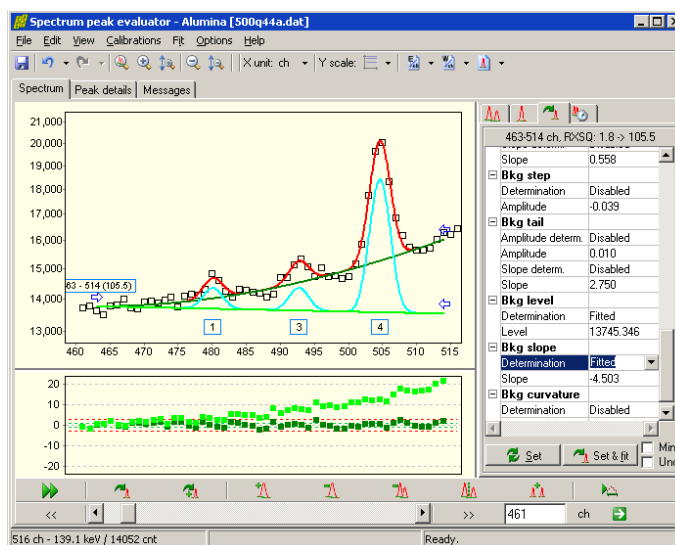 Spectrum peak evaluator - Alumina [500q44a.dat]
File Edit View Calibrations Fit Options Help
X unit: ch Y scale:
Spectrum Peak details Messages
21,000
20,000
19,000
18,000
17,000
16,000
15,000
14,000
13,000
63 - 514 (105.5)
1 3 4
460 465 470 475 480 485 490 495 500 505 510 515
20
10
0
-10
-20
463-514 ch, RXSQ: 1.8 -> 105.5
Slope determ. Disabled
Slope 0.558
Bkg step
Determination Disabled
Amplitude -0.039
Bkg tail
Amplitude determ. Disabled
Amplitude 0.010
Slope determ. Disabled
Slope 2.750
Bkg level
Determination Fitted
Level 13745.346
Bkg slope
Determination Fitted
Slope -4.503
Bkg curvature
Determination Disabled
Set Set & fit
Min
Unc
<< >> 461 ch
516 ch - 139.1 keV / 14052 cnt Ready.